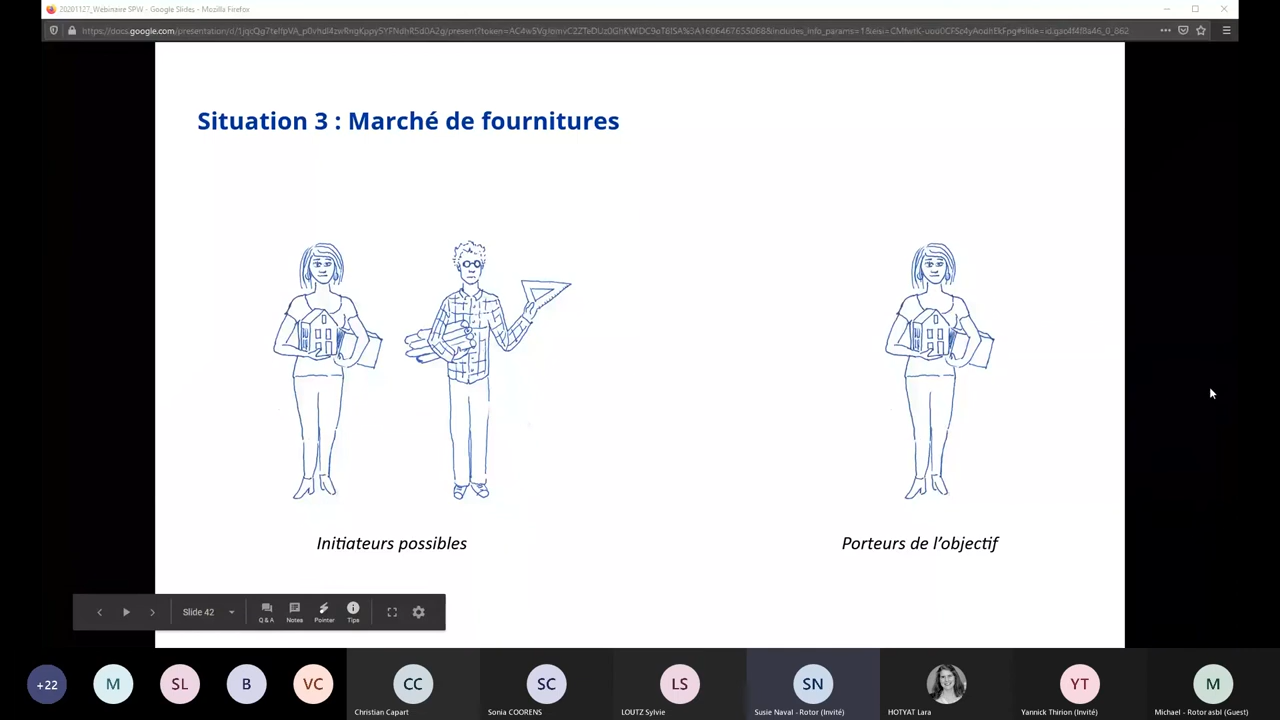 20201127_Webinaire SPW - Google Slides - Mozilla Firefox
Situation 3 : Marché de fournitures
Initiateurs possibles
Porteurs de l'objectif
Slide 42
Q & A
Notes
Pointer
Tips
+22
M
SL
B
VC
CC
SC
LS
SN
YT
M
Christian Capart
Sonia COORENS
LOUTZ Sylvie
Susie Naval - Rotor (Invité)
HOTYAT Lara
Yannick Thirion (Invité)
Michael - Rotor asbl (Guest)